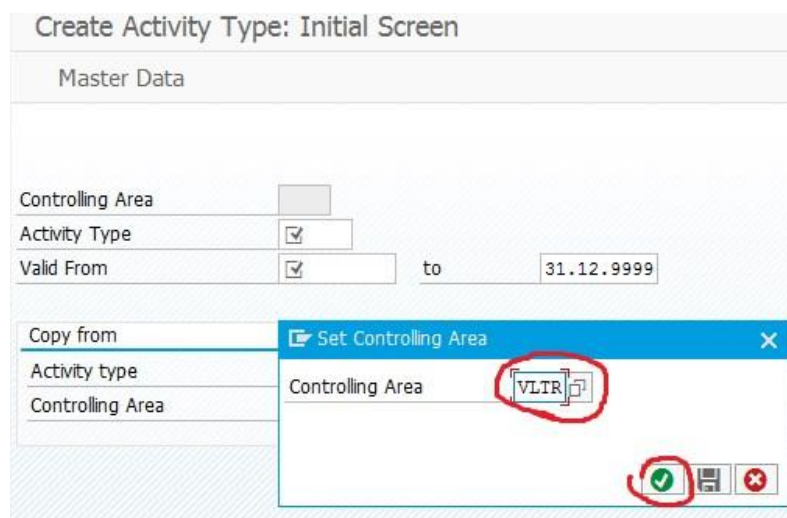 Create Activity Type: Initial Screen
Master Data
Controlling Area
Activity Type
Valid From to 31.12.9999
Copy from
Activity type
Controlling Area
Set Controlling Area
Controlling Area VLTR